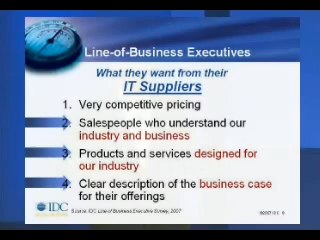 Line-of-Business Executives
What they want from their
IT Suppliers
1. Very competitive pricing
2. Salespeople who understand our
industry and business
3. Products and services designed for
our industry
4. Clear description of the business case
for their offerings
IDC
Source: IDC Line of Business Executive Survey, 2007